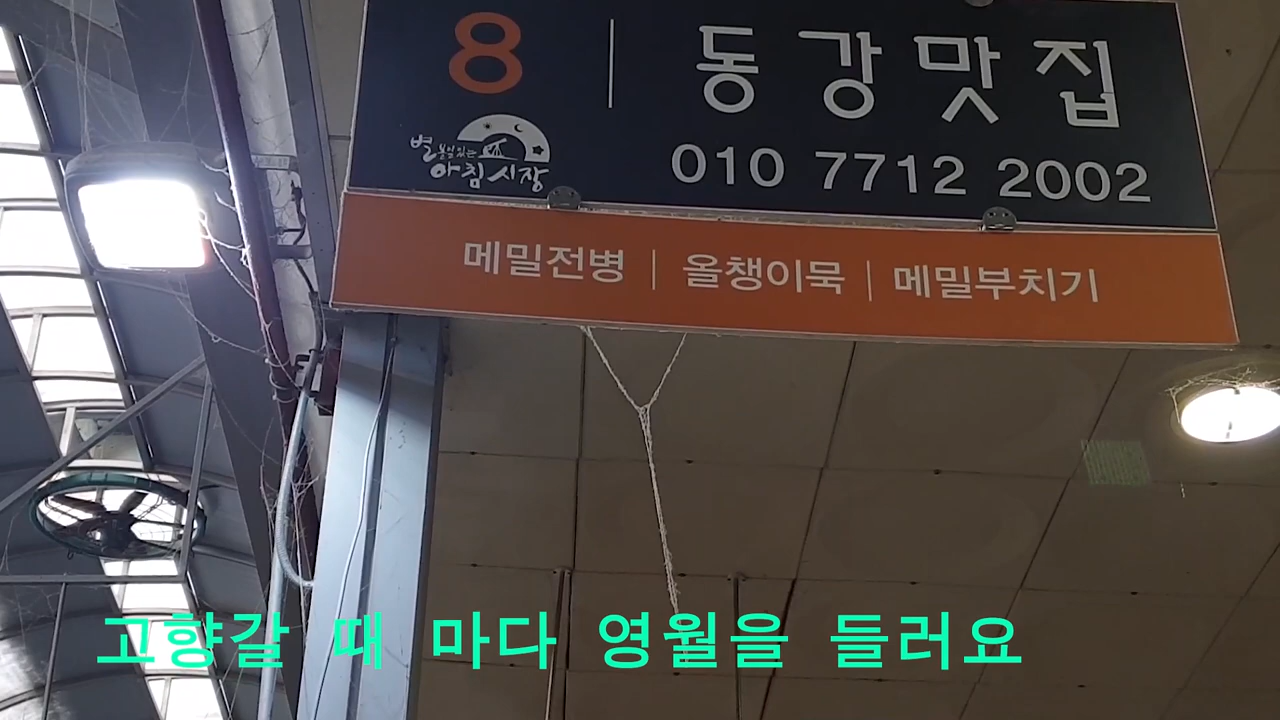 8 | 동강맛집
별 볼일 있는
아침시장
010 7712 2002
메밀전병 | 올챙이묵 | 메밀부치기
고향갈 때 마다 영월을 들러요